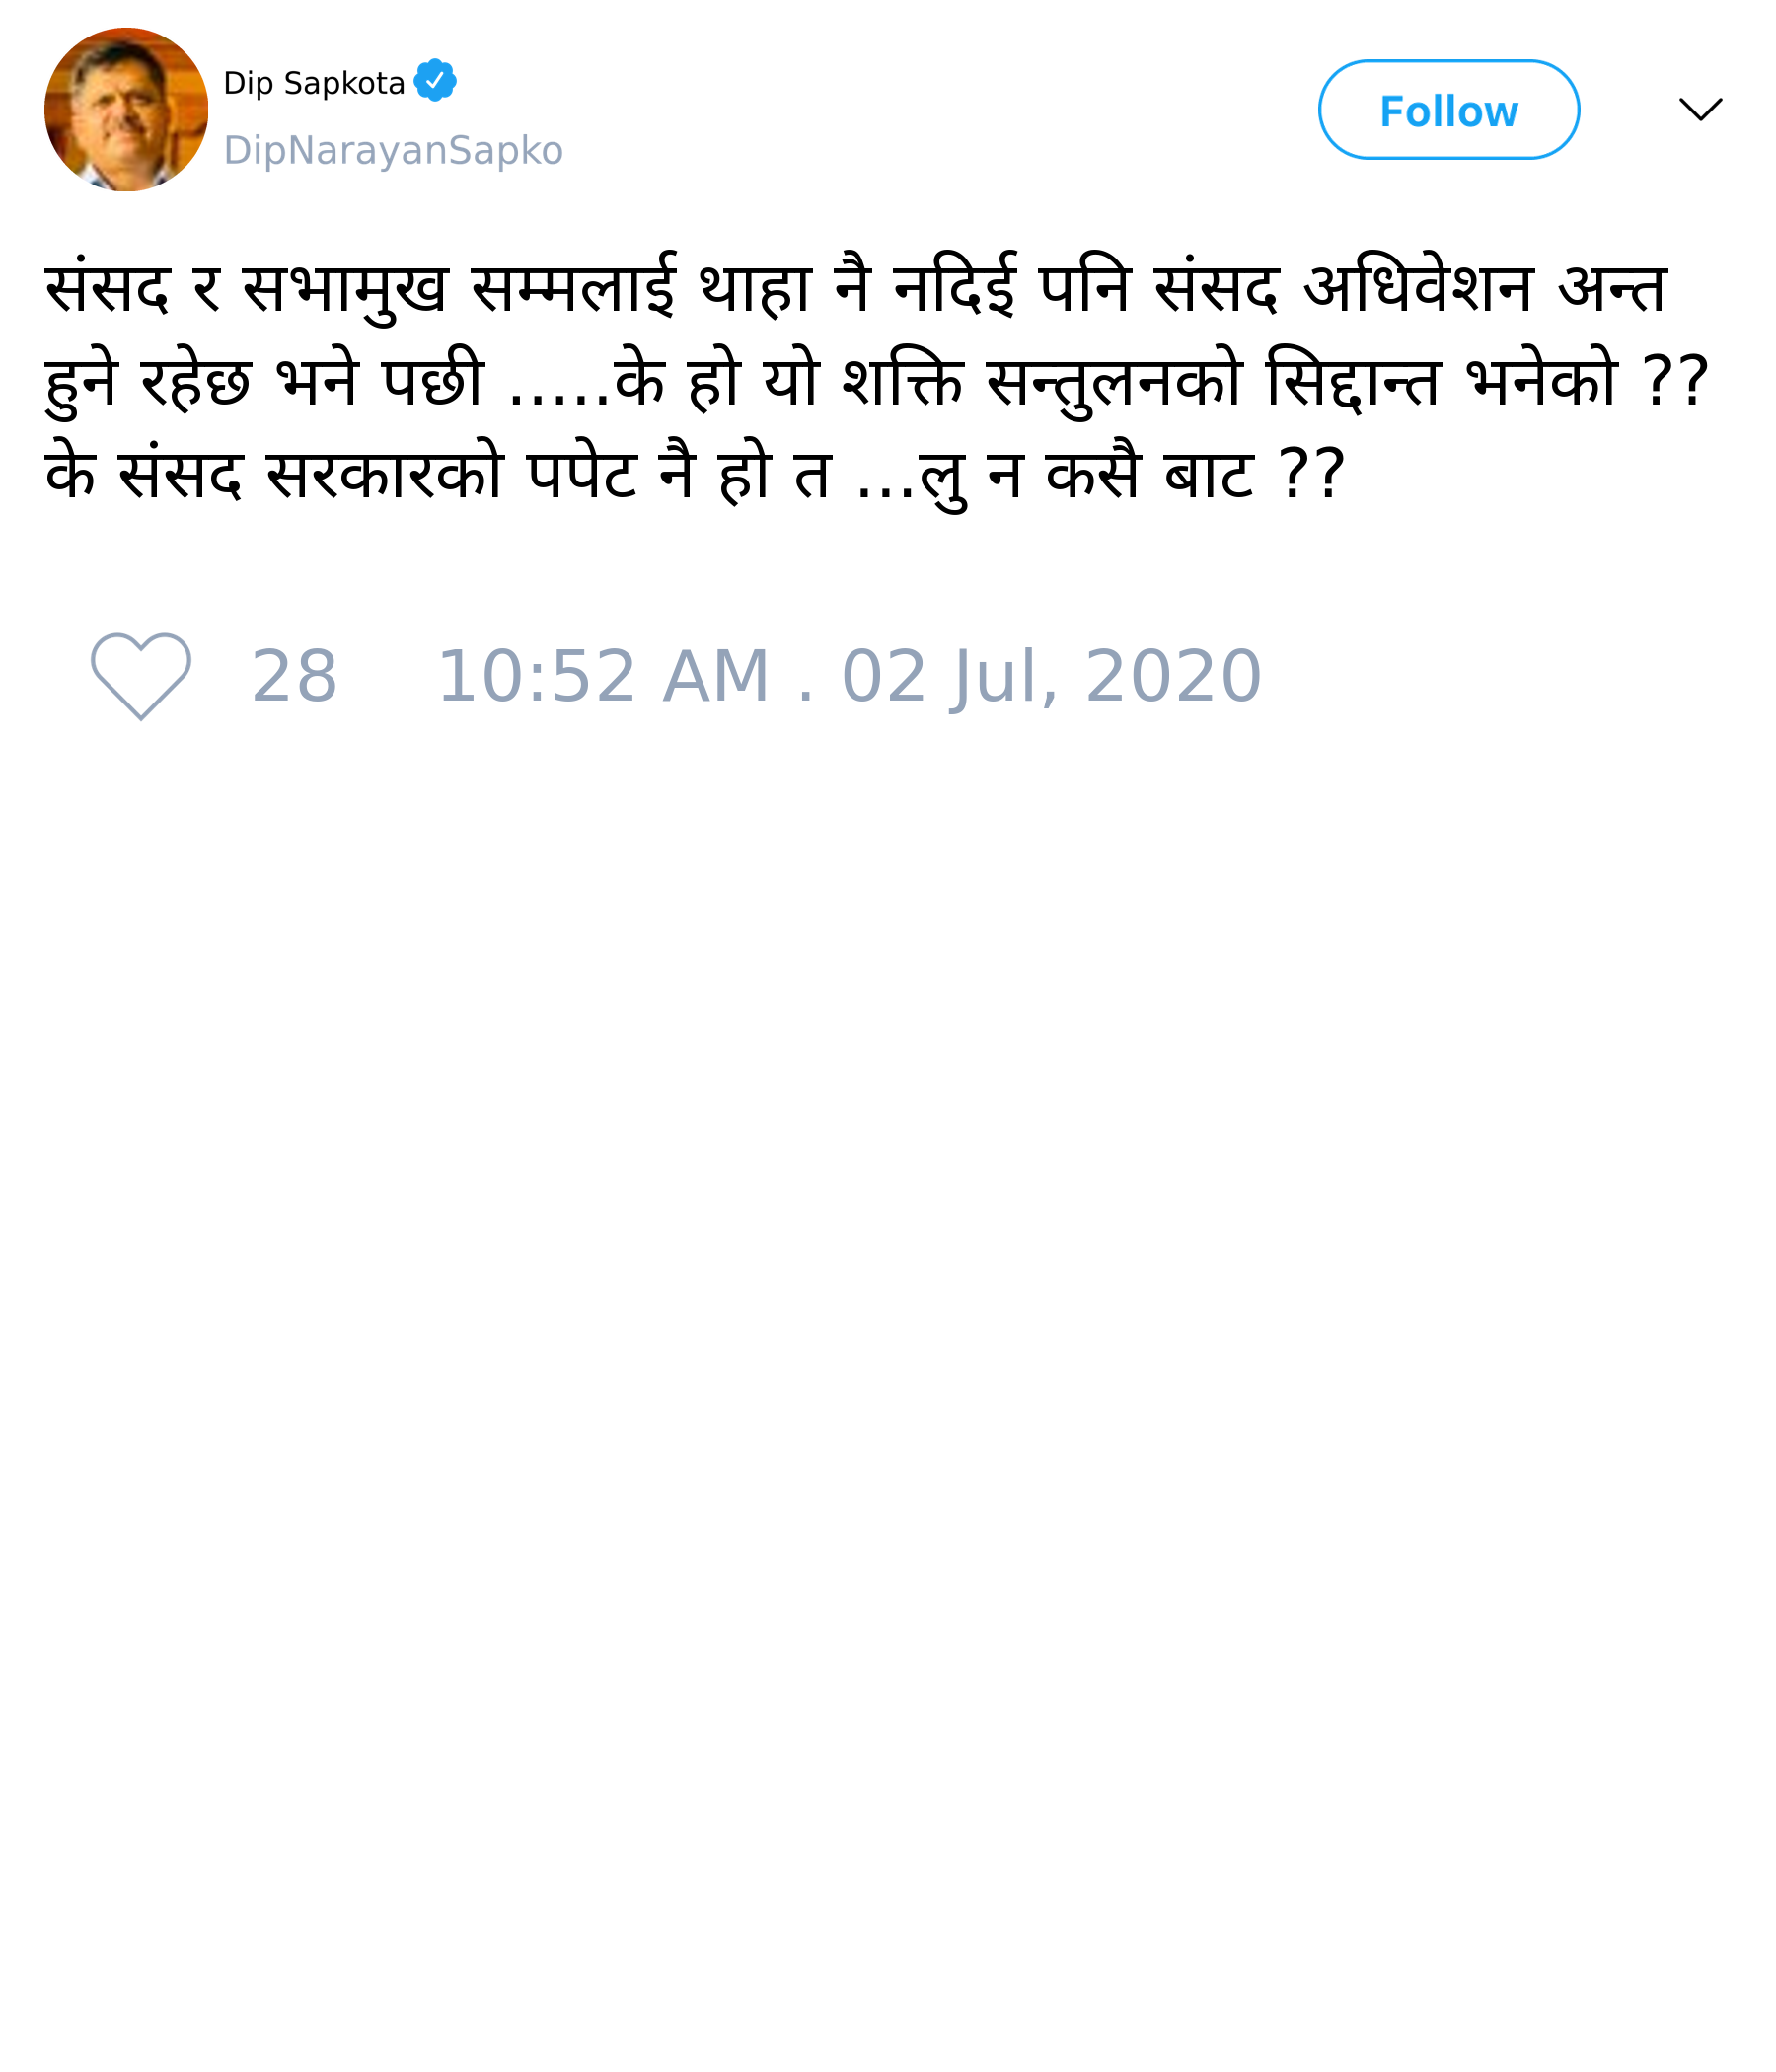 Dip Sapkota
DipNarayanSapko
Follow
संसद र सभामुख सम्मलाई थाहा नै नदिई पनि संसद अधिवेशन अन्त
हुने रहेछ भने पछी .....के हो यो शक्ति सन्तुलनको सिद्दान्त भनेको ??
के संसद सरकारको पपेट नै हो त ...लु न कसै बाट ??
28 10:52 AM . 02 Jul, 2020